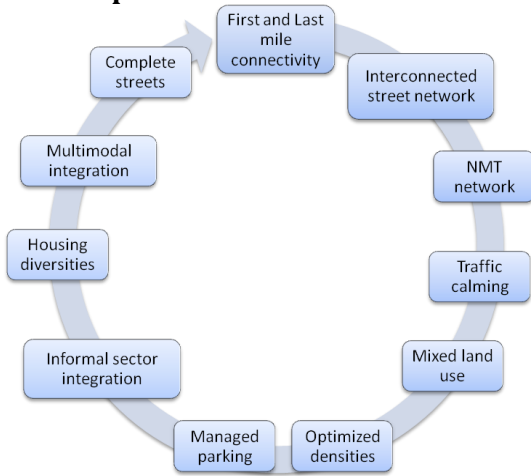 First and Last
mile
connectivity
Interconnected
street network
NMT
network
Traffic
calming
Mixed land
use
Optimized
densities
Managed
parking
Informal sector
integration
Housing
diversities
Multimodal
integration
Complete
streets